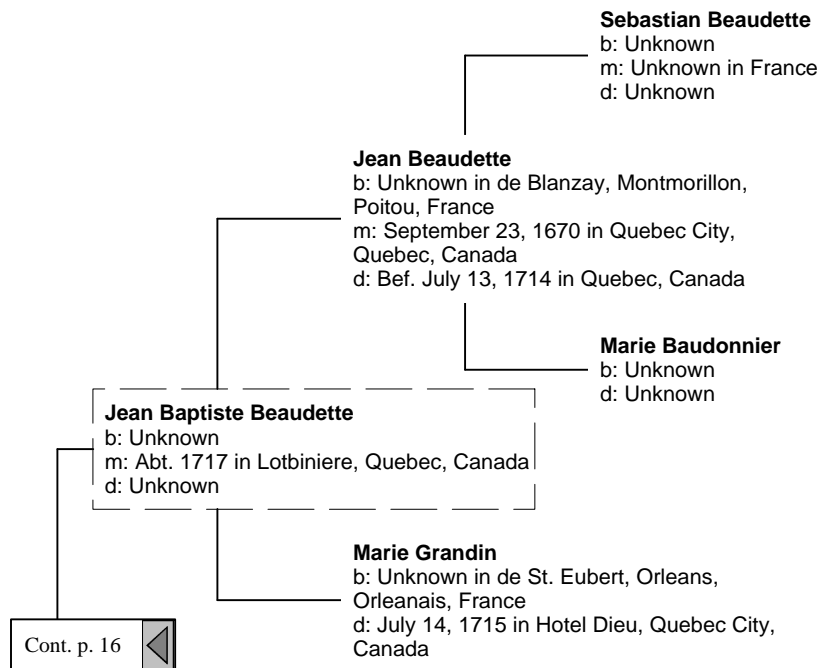 Sebastian Beaudette
b: Unknown
m: Unknown in France
d: Unknown
Jean Beaudette
b: Unknown in de Blanzay, Montmorillon,
Poitou, France
m: September 23, 1670 in Quebec City,
Quebec, Canada
d: Bef. July 13, 1714 in Quebec, Canada
Marie Baudonnier
b: Unknown
d: Unknown
Jean Baptiste Beaudette
b: Unknown
m: Abt. 1717 in Lotbiniere, Quebec, Canada
d: Unknown
Marie Grandin
b: Unknown in de St. Eubert, Orleans,
Orleanais, France
d: July 14, 1715 in Hotel Dieu, Quebec City,
Canada
Cont. p. 16